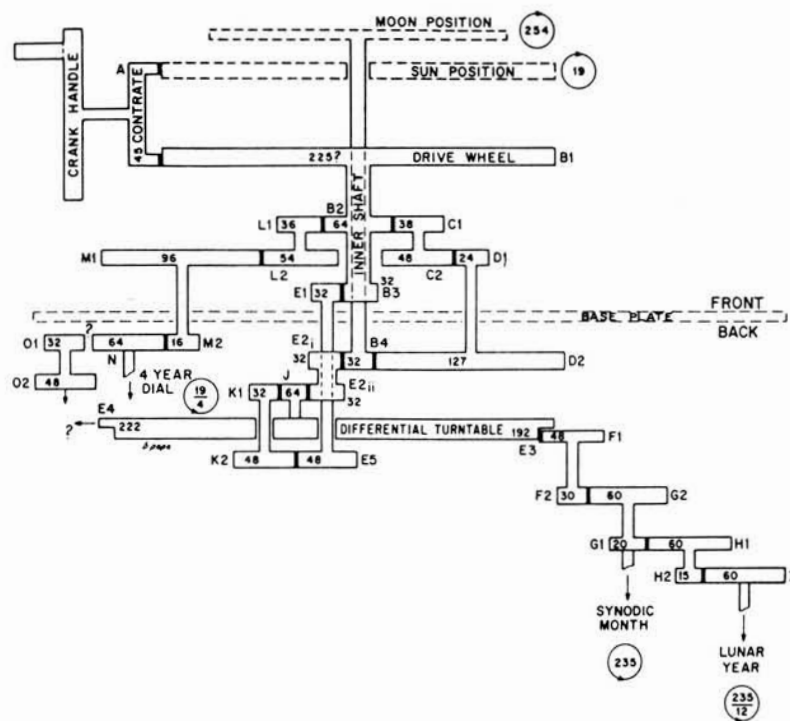 MOON POSITION
254
A
SUN POSITION
19
CRANK HANDLE
45 CONTRATE
225? DRIVE WHEEL B1
INNER SHAFT
B2
L1 36 64 38 C1
M1 96 54 48 24 D1
L2 C2
32
E1 32 B3
FRONT
BASE PLATE
BACK
?
O1 32 64 16 M2
E2i 32 32 B4 127 D2
N
O2 48
4 YEAR DIAL
19/4
J
E2ii
K1 32 64 32
E4
? 222 DIFFERENTIAL TURNTABLE 192 48 F1
E3
K2 48 48 E5
F2 30 60 G2
G1 20 60 H1
H2 15 60
SYNODIC MONTH
235
LUNAR YEAR
235/12